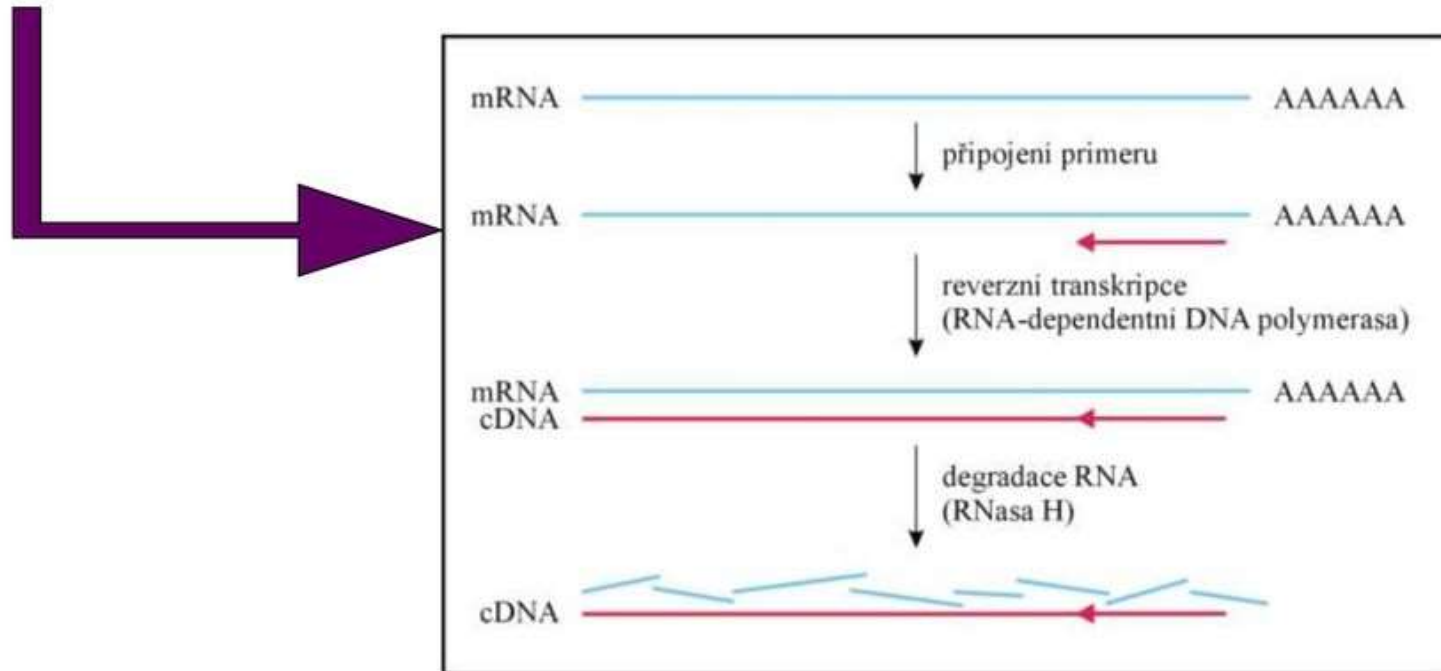 mRNA AAAAAA
připojení primeru
mRNA AAAAAA
reverzní transkripce
(RNA-dependentní DNA polymerasa)
mRNA AAAAAA
cDNA
degradace RNA
(RNasa H)
cDNA